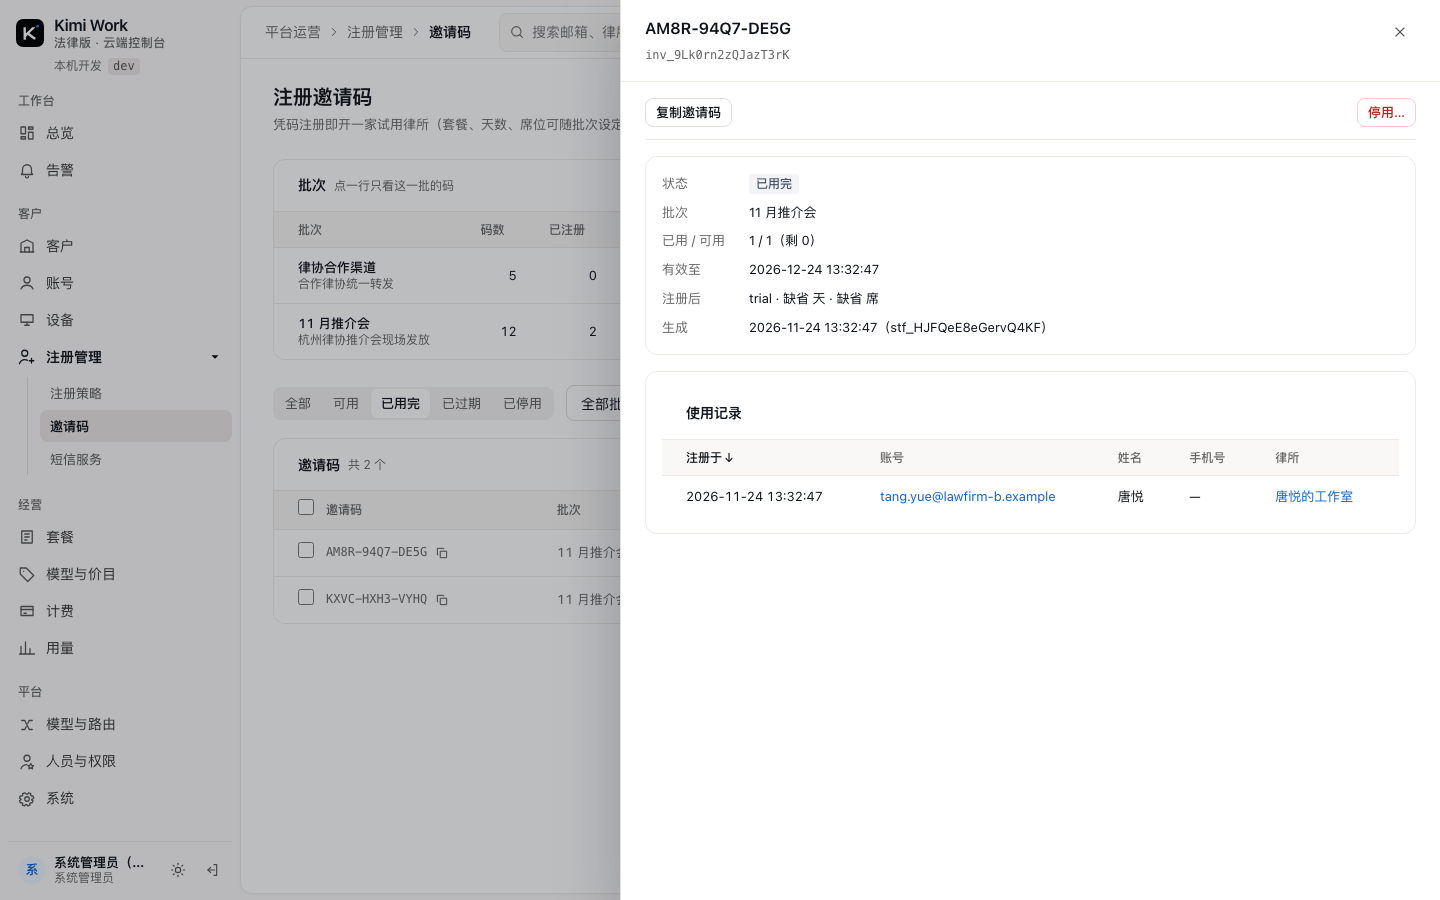 Kimi Work
法律版 · 云端控制台
本机开发 dev
工作台
总览
告警
客户
客户
账号
设备
注册管理
注册策略
邀请码
短信服务
经营
套餐
模型与价目
计费
用量
平台
模型与路由
人员与权限
系统
系 系统管理员（...
系统管理员
平台运营 > 注册管理 > 邀请码
搜索邮箱、律
注册邀请码
凭码注册即开一家试用律所（套餐、天数、席位可随批次设定
批次 点一行只看这一批的码
批次 码数 已注册
律协合作渠道 5 0
合作律协统一转发
11 月推介会 12 2
杭州律协推介会现场发放
全部 可用 已用完 已过期 已停用 全部批
邀请码 共 2 个
邀请码 批次
AM8R-94Q7-DE5G 11 月推介
KXVC-HXH3-VYHQ 11 月推介
AM8R-94Q7-DE5G
inv_9Lk0rn2zQJazT3rK
复制邀请码 停用...
状态 已用完
批次 11 月推介会
已用 / 可用 1 / 1（剩 0）
有效至 2026-12-24 13:32:47
注册后 trial · 缺省 天 · 缺省 席
生成 2026-11-24 13:32:47（stf_HJFQeE8eGervQ4KF）
使用记录
注册于 ↓ 账号 姓名 手机号 律所
2026-11-24 13:32:47 tang.yue@lawfirm-b.example 唐悦 — 唐悦的工作室